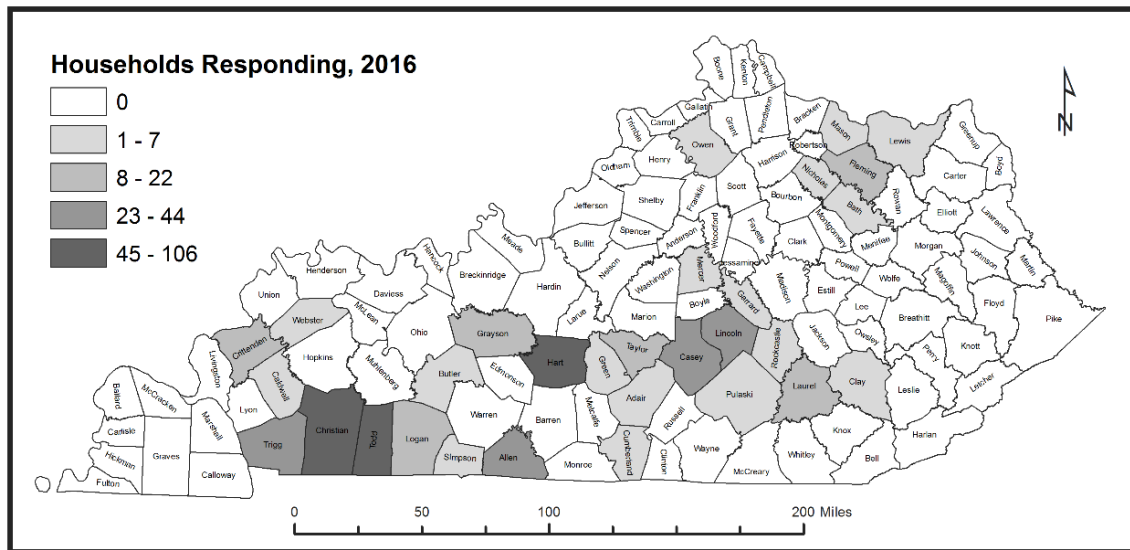 Households Responding, 2016
0
1 - 7
8 - 22
23 - 44
45 - 106
N
Boone
Kenton
Campbell
Gallatin
Carroll
Trimble
Owen
Grant
Pendleton
Bracken
Mason
Lewis
Greenup
Boyd
Oldham
Henry
Harrison
Robertson
Fleming
Nicholas
Carter
Jefferson
Shelby
Franklin
Scott
Bourbon
Bath
Rowan
Elliott
Lawrence
Bullitt
Spencer
Anderson
Woodford
Fayette
Clark
Montgomery
Menifee
Morgan
Johnson
Martin
Meade
Hancock
Breckinridge
Hardin
Nelson
Washington
Mercer
essamine
Madison
Estill
Powell
Wolfe
Magoffin
Floyd
Pike
Henderson
Union
Daviess
McLean
Webster
Ohio
Grayson
Larue
Marion
Boyle
Garrard
Lincoln
Rockcastle
Jackson
Lee
Owsley
Breathitt
Perry
Knott
Letcher
Crittenden
Livingston
Hopkins
Muhlenberg
Butler
Edmonson
Hart
Green
Taylor
Casey
Pulaski
Laurel
Clay
Leslie
Harlan
Caldwell
Lyon
Ballard
McCracken
Marshall
Carlisle
Graves
Hickman
Fulton
Calloway
Trigg
Christian
Todd
Logan
Warren
Simpson
Allen
Barren
Metcalfe
Monroe
Adair
Cumberland
Russell
Clinton
Wayne
McCreary
Whitley
Knox
Bell
0
50
100
200 Miles